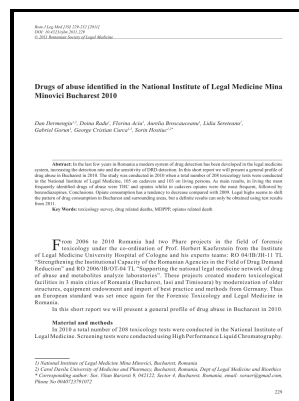 Rom J Leg Med [19] 229-232 [2011]
DOI: 10.4323/rjlm.2011.229
© 2011 Romanian Society of Legal Medicine
Drugs of abuse identified in the National Institute of Legal Medicine Mina
Minovici Bucharest 2010
Dan Dermengiu, Doina Radu, Florina Aciu, Aurelia Broscauceanu, Lidia Sereteanu,
Gabriel Gorun, George Cristian Curca, Sorin Hostiuc
Abstract: In the last few years in Romania a modern system of drug detection has been developed in the legal medicine
system, increasing the detection rate and the sensitivity of DRD detection. In this short report we will present a general profile of
drug abuse in Bucharest in 2010. The study was conducted in 2010 when a total number of 208 toxicology tests were conducted
in the National Institute of Legal Medicine, 105 on cadavers and 103 on living persons. As main results, in living the most
frequently identified drugs of abuse were THC and opiates whilst in cadavers opiates were the most frequent, followed by
benzodiazepines. Conclusions. Opiate consumption has a tendency to decrease compared with 2009. Legal highs seems to shift
the pattern of drug consumption in Bucharest and surrounding areas, but a definite results can only be obtained using tox results
from 2011.
Key Words: toxicology survey, drug related deaths, MDPPP, opiates related death
From 2006 to 2010 Romania had two Phare projects in the field of forensic
toxicology under the co-ordination of Prof. Herbert Kaeferstein from the Institute
of Legal Medicine University Hospital of Cologne and his experts teams: RO 04/IB/JH-11 TL
"Strengthening the Institutional Capacity of the Romanian Agencies in the Field of Drug Demand
Reduction" and RO 2006/IB/OT-04 TL "Supporting the national legal medicine network of drug
of abuse and metabolites analyze laboratories". These projects created modern toxicological
facilities in 3 main cities of Romania (Bucharest, Iasi and Timisoara) by modernization of older
structures, equipment endowment and import of best practice and methods from Germany. Thus
an European standard was set once again for the Forensic Toxicology and Legal Medicine in
Romania.
In this short report we will present a general profile of drug abuse in Bucharest in 2010.
Material and methods
In 2010 a total number of 208 toxicology tests were conducted in the National Institute of
Legal Medicine. Screening tests were conducted using High Performance Liquid Chromatography.
1) National Institute of Legal Medicine Mina Minovici, Bucharest, Romania
2) Carol Davila University of Medicine and Pharmacy, Bucharest, Romania, Dept of Legal Medicine and Bioethics
* Corresponding author: Sos. Vitan Barzesti 9, 042122, Sector 4, Bucharest, Romania, email:
Phone No 0040723791072
229